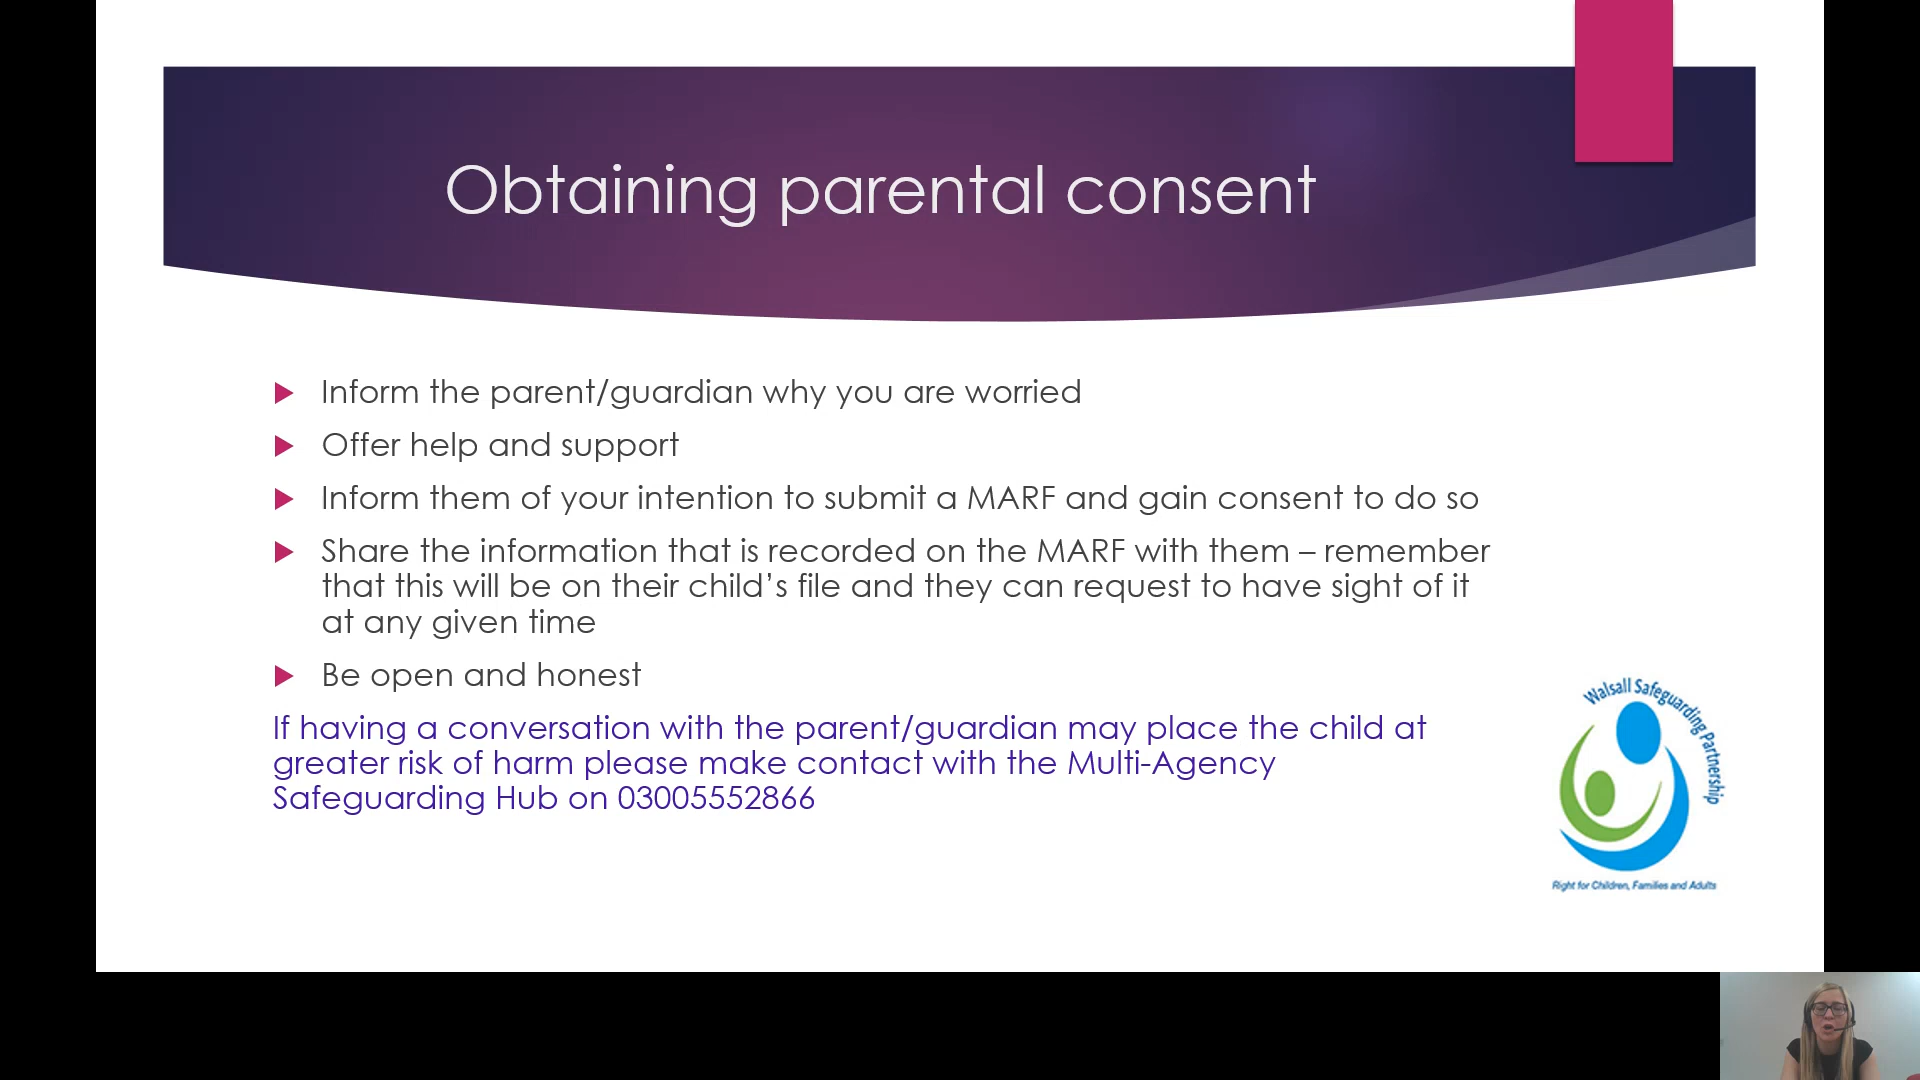 Obtaining parental consent
Inform the parent/guardian why you are worried
Offer help and support
Inform them of your intention to submit a MARF and gain consent to do so
Share the information that is recorded on the MARF with them – remember
that this will be on their child’s file and they can request to have sight of it
at any given time
Be open and honest
If having a conversation with the parent/guardian may place the child at
greater risk of harm please make contact with the Multi-Agency
Safeguarding Hub on 03005552866
Walsall Safeguarding Partnership
Right for Children, Families and Adults